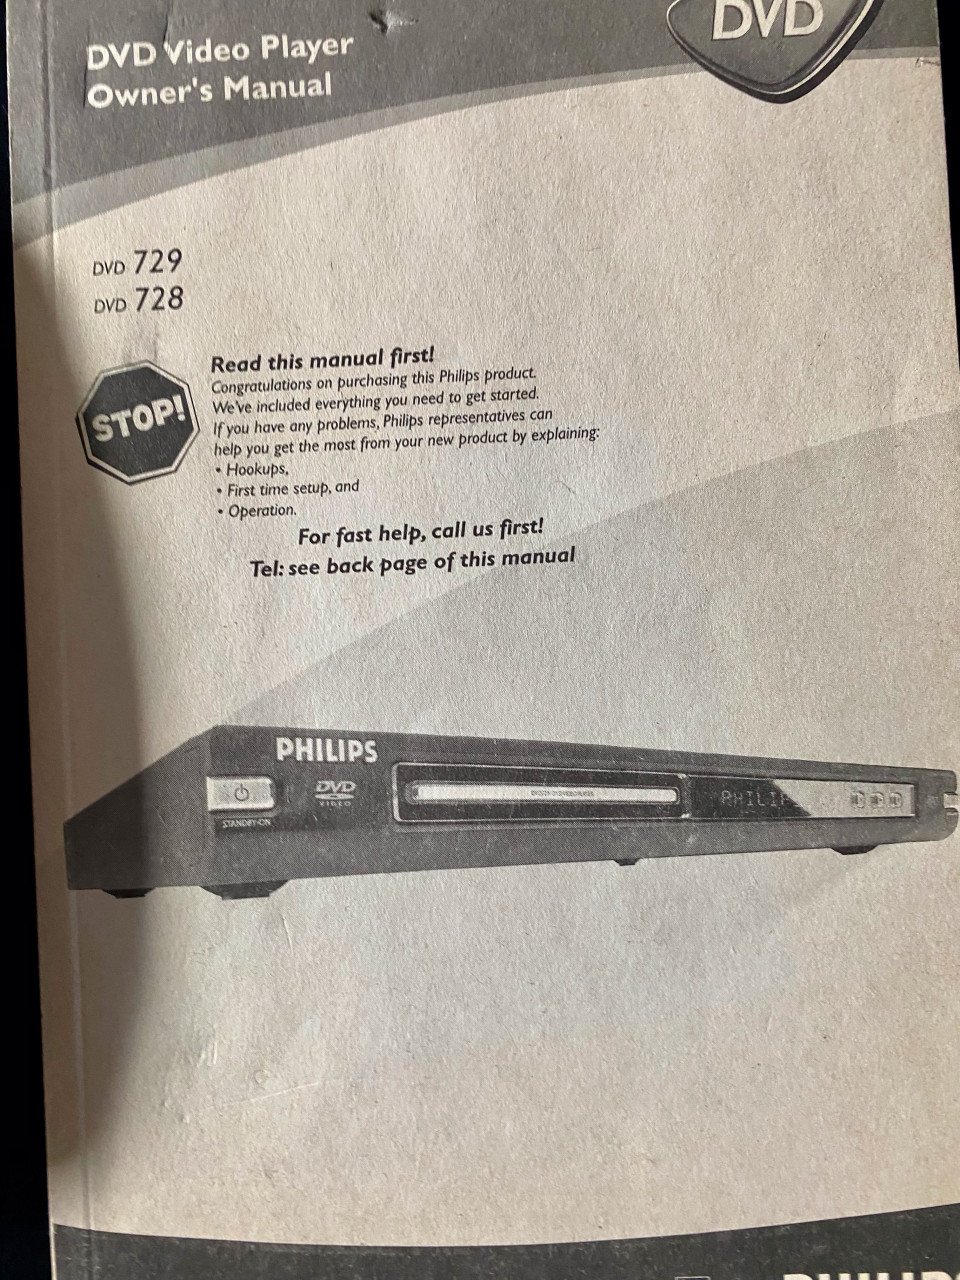 DVD
DVD Video Player
Owner's Manual
DVD 729
DVD 728
STOP!
Read this manual first!
Congratulations on purchasing this Philips product.
We've included everything you need to get started.
If you have any problems, Philips representatives can
help you get the most from your new product by explaining:
• Hookups,
• First time setup, and
• Operation.
For fast help, call us first!
Tel: see back page of this manual
PHILIPS
DVD
VIDEO
STANDBY-ON
PHILIPS
PHILIPS